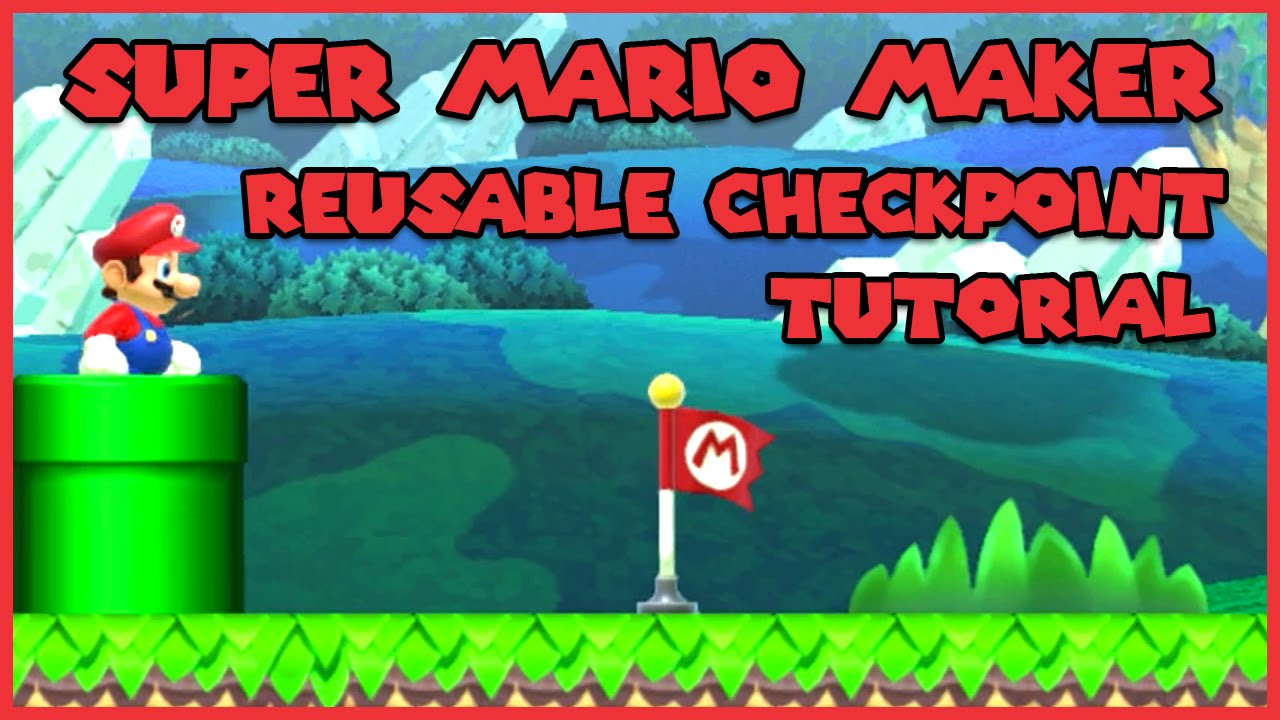 SUPER MARIO MAKER
REUSABLE CHECKPOINT
TUTORIAL
M
M